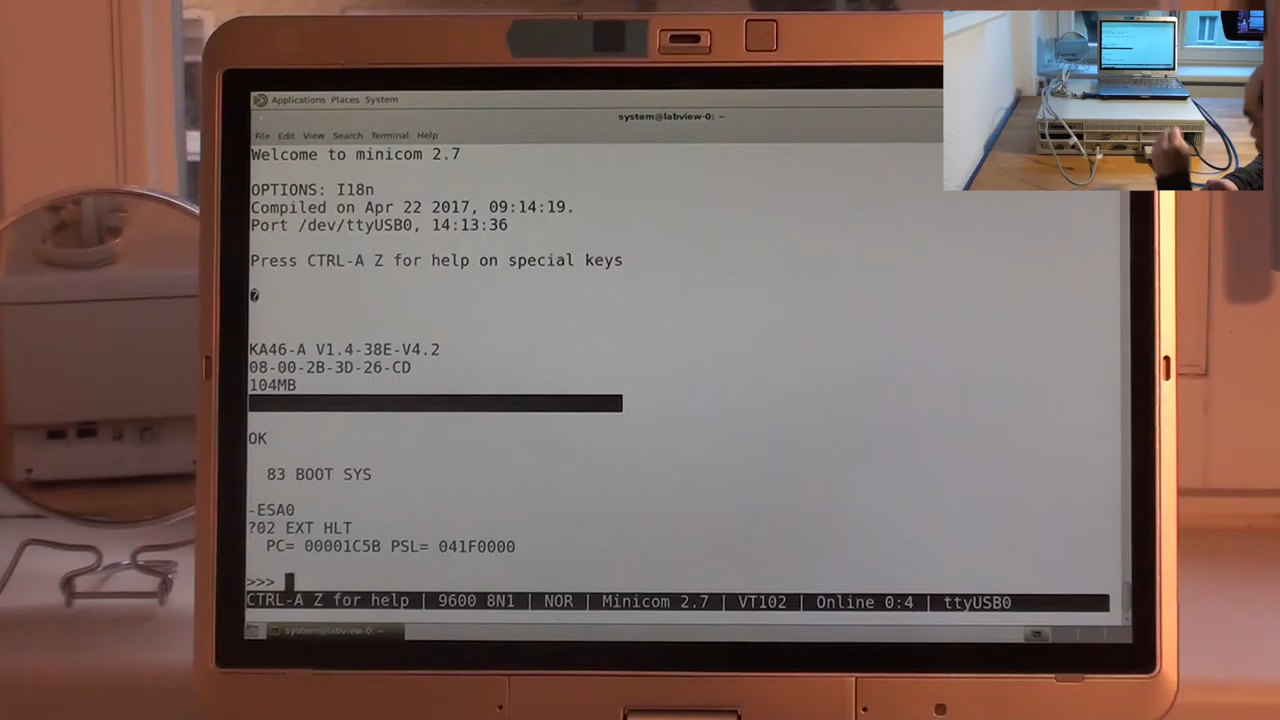 Applications Places System
system@labview-0: ~
File Edit View Search Terminal Help
Welcome to minicom 2.7
OPTIONS: I18n
Compiled on Apr 22 2017, 09:14:19.
Port /dev/ttyUSB0, 14:13:36
Press CTRL-A Z for help on special keys
?
KA46-A V1.4-38E-V4.2
08-00-2B-3D-26-CD
104MB
OK
83 BOOT SYS
-ESA0
?02 EXT HLT
PC= 00001C5B PSL= 041F0000
>>>
CTRL-A Z for help | 9600 8N1 | NOR | Minicom 2.7 | VT102 | Online 0:4 | ttyUSB0
system@labview-0: ~